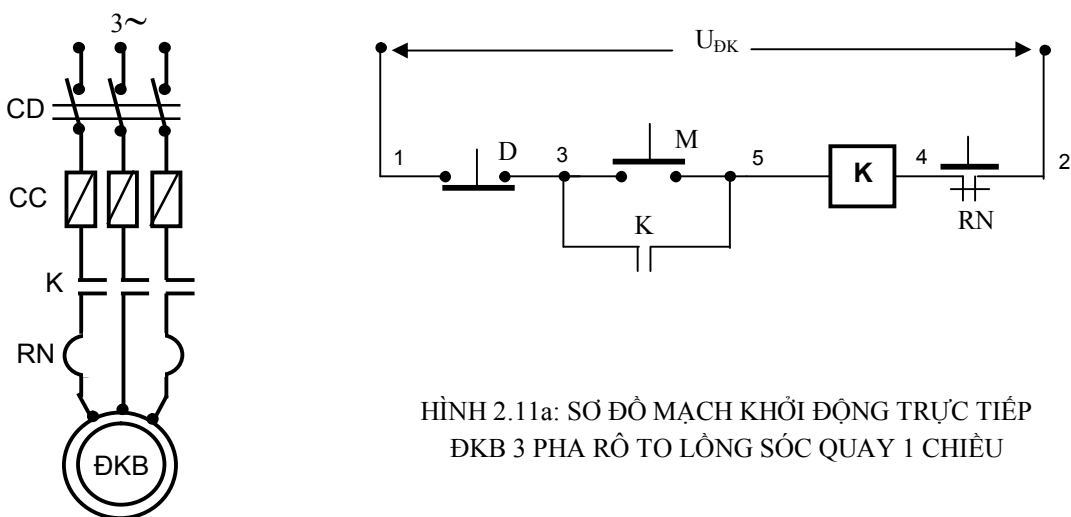 3~
CD
CC
K
RN
ĐKB
U_ĐK
1
D
3
M
5
K
4
2
RN
K
HÌNH 2.11a: SƠ ĐỒ MẠCH KHỞI ĐỘNG TRỰC TIẾP
ĐKB 3 PHA RÔ TO LỒNG SÓC QUAY 1 CHIỀU